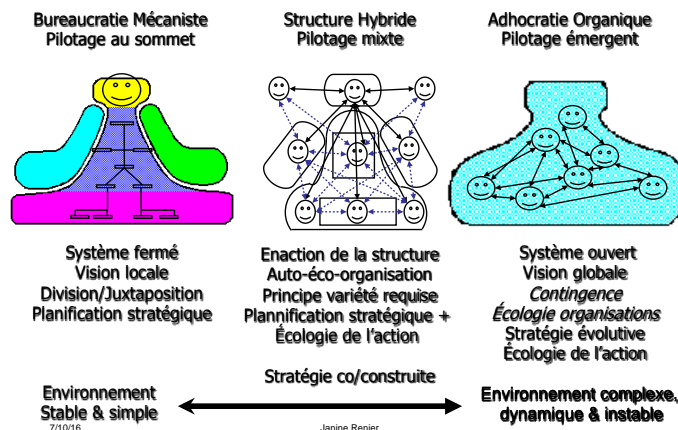 Bureaucratie Mécaniste
Pilotage au sommet
Structure Hybride
Pilotage mixte
Adhocratie Organique
Pilotage émergent
Système fermé
Vision locale
Division/Juxtaposition
Planification stratégique
Enaction de la structure
Auto-éco-organisation
Principe variété requise
Plannification stratégique +
Écologie de l'action
Système ouvert
Vision globale
Contingence
Écologie organisations
Stratégie évolutive
Écologie de l'action
Stratégie co/construite
Environnement
Stable & simple
Environnement complexe,
dynamique & instable
7/10/16
Janine Renier